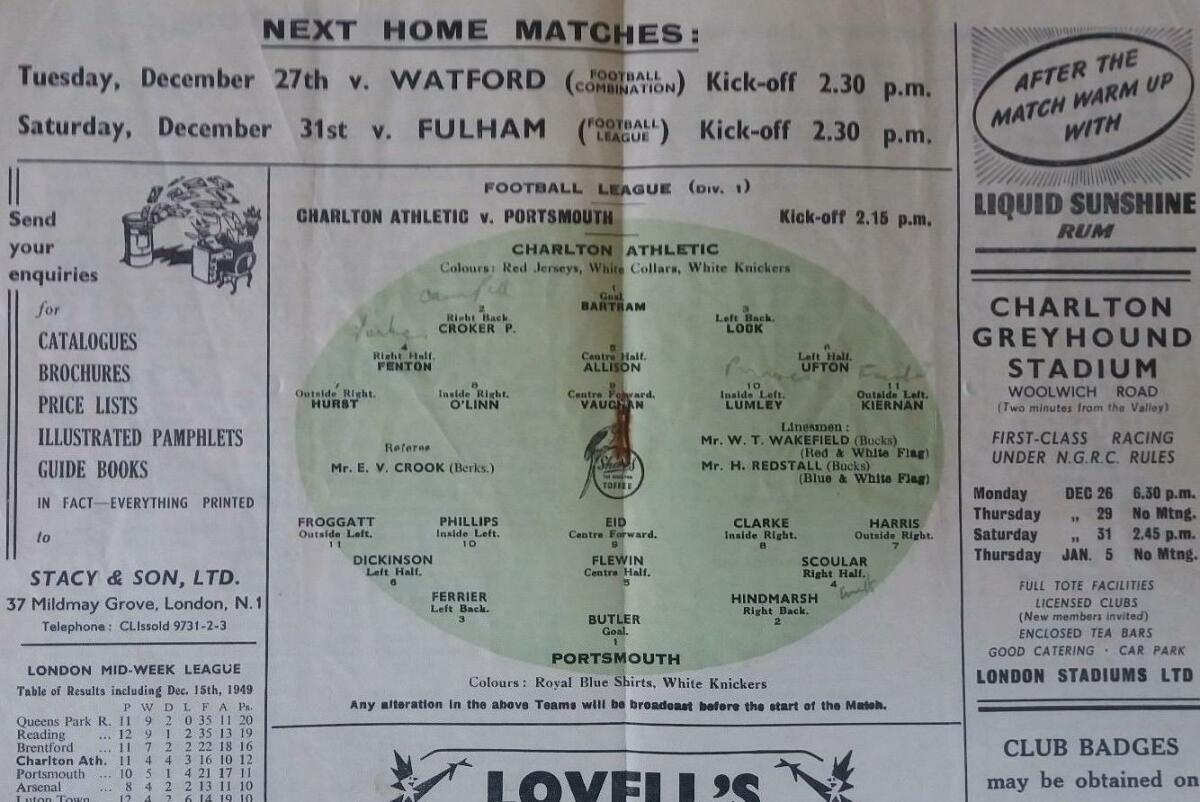 NEXT HOME MATCHES:
Tuesday, December 27th v. WATFORD (FOOTBALL COMBINATION) Kick-off 2.30 p.m.
Saturday, December 31st v. FULHAM (FOOTBALL LEAGUE) Kick-off 2.30 p.m.
Send
your
enquiries
for
CATALOGUES
BROCHURES
PRICE LISTS
ILLUSTRATED PAMPHLETS
GUIDE BOOKS
IN FACT—EVERYTHING PRINTED
to
STACY & SON, LTD.
37 Mildmay Grove, London, N.1
Telephone: CLIssold 9731-2-3
LONDON MID-WEEK LEAGUE
Table of Results including Dec. 15th, 1949
P W D L F A Ps.
Queens Park R. 11 9 2 0 35 11 20
Reading ... 12 9 1 2 35 13 19
Brentford ... 11 7 2 2 22 18 16
Charlton Ath. 11 4 4 3 16 10 12
Portsmouth ... 10 5 1 4 21 17 11
Arsenal ... 8 4 2 2 13 11 10
Luton Town ... 12 4 2 6 14 19 10
FOOTBALL LEAGUE (DIV. 1)
CHARLTON ATHLETIC v. PORTSMOUTH Kick-off 2.15 p.m.
CHARLTON ATHLETIC
Colours: Red Jerseys, White Collars, White Knickers
1
Goal
BARTRAM
2 3
Right Back Left Back.
CROKER P. LOCK
4 5 6
Right Half. Centre Half. Left Half.
FENTON ALLISON UFTON
7 8 9 10 11
Outside Right. Inside Right. Centre Forward. Inside Left. Outside Left.
HURST O'LINN VAUGHAN LUMLEY KIERNAN
Referee
Mr. E. V. CROOK (Berks.)
Sharps
TOFFEE
Linesmen:
Mr. W. T. WAKEFIELD (Bucks)
(Red & White Flag)
Mr. H. REDSTALL (Bucks)
(Blue & White Flag)
FROGGATT PHILLIPS EID CLARKE HARRIS
Outside Left. Inside Left. Centre Forward. Inside Right. Outside Right.
11 10 9 8 7
DICKINSON FLEWIN SCOULAR
Left Half. Centre Half. Right Half.
6 5 4
FERRIER HINDMARSH
Left Back. Right Back.
3 2
BUTLER
Goal.
1
PORTSMOUTH
Colours: Royal Blue Shirts, White Knickers
Any alteration in the above Teams will be broadcast before the start of the Match.
LOVELL'S
AFTER THE
MATCH WARM UP
WITH
LIQUID SUNSHINE
RUM
CHARLTON
GREYHOUND
STADIUM
WOOLWICH ROAD
(Two minutes from the Valley)
FIRST-CLASS RACING
UNDER N.G.R.C. RULES
Monday DEC 26 6.30 p.m.
Thursday ,, 29 No Mtng.
Saturday ,, 31 2.45 p.m.
Thursday JAN. 5 No Mtng.
FULL TOTE FACILITIES
LICENSED CLUBS
(New members invited)
ENCLOSED TEA BARS
GOOD CATERING · CAR PARK
LONDON STADIUMS LTD
CLUB BADGES
may be obtained on